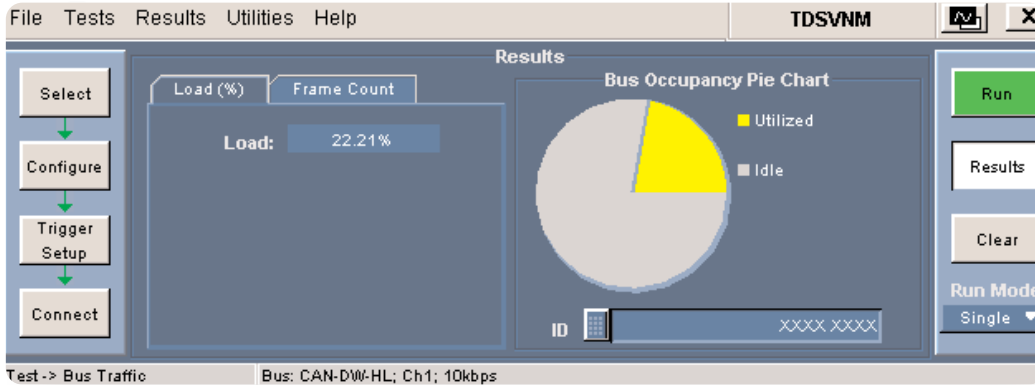 File Tests Results Utilities Help TDSVNM X
Results
Select
Configure
Trigger
Setup
Connect
Load (%) Frame Count
Load: 22.21%
Bus Occupancy Pie Chart
Utilized
Idle
ID XXXX XXXX
Run
Results
Clear
Run Mode
Single
Test -> Bus Traffic Bus: CAN-DW-HL; Ch1; 10kbps